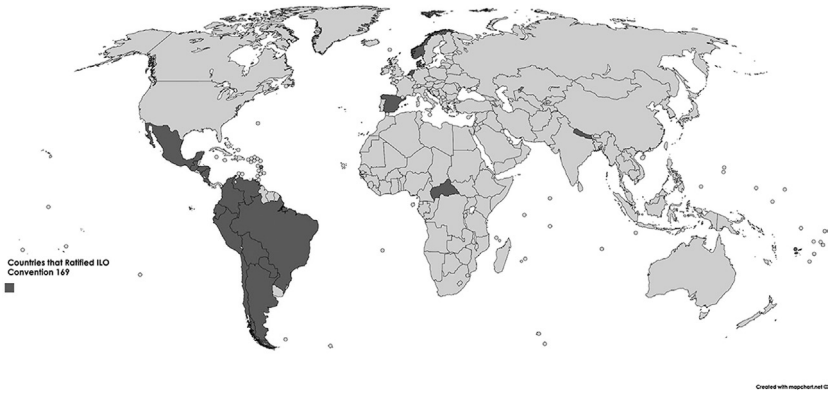 Countries that Ratified ILO
Convention 169
Created with mapchart.net ©